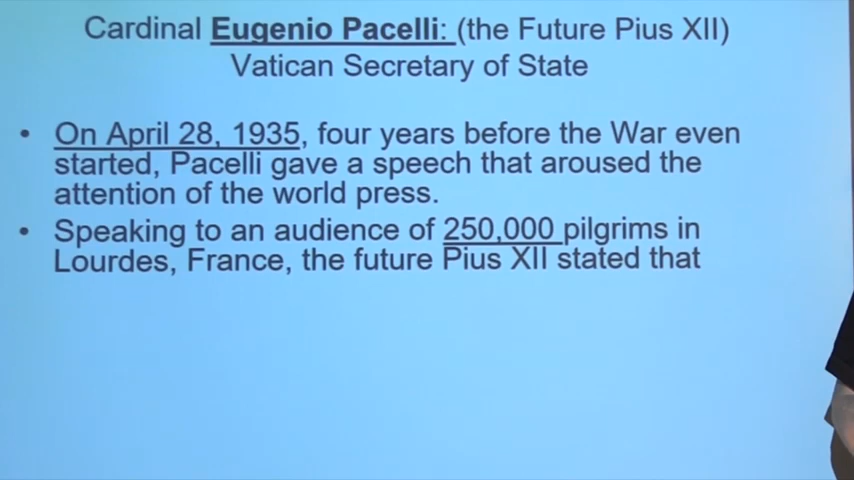 Cardinal Eugenio Pacelli: (the Future Pius XII)
Vatican Secretary of State
• On April 28, 1935, four years before the War even
started, Pacelli gave a speech that aroused the
attention of the world press.
• Speaking to an audience of 250,000 pilgrims in
Lourdes, France, the future Pius XII stated that